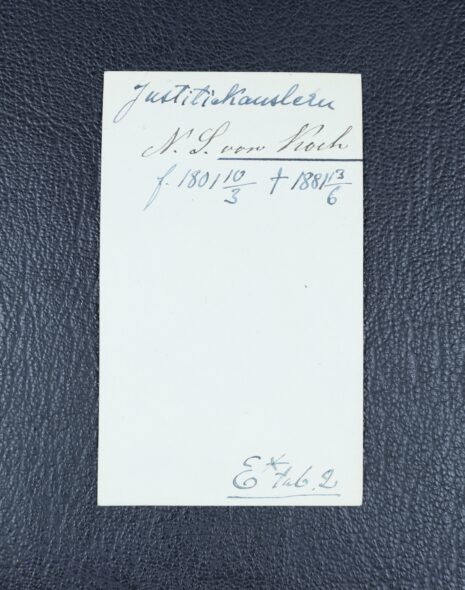 Justitiekanslern
N. S. von Koch
f. 1801 10/3 † 1881 13/6
E* tab. 2